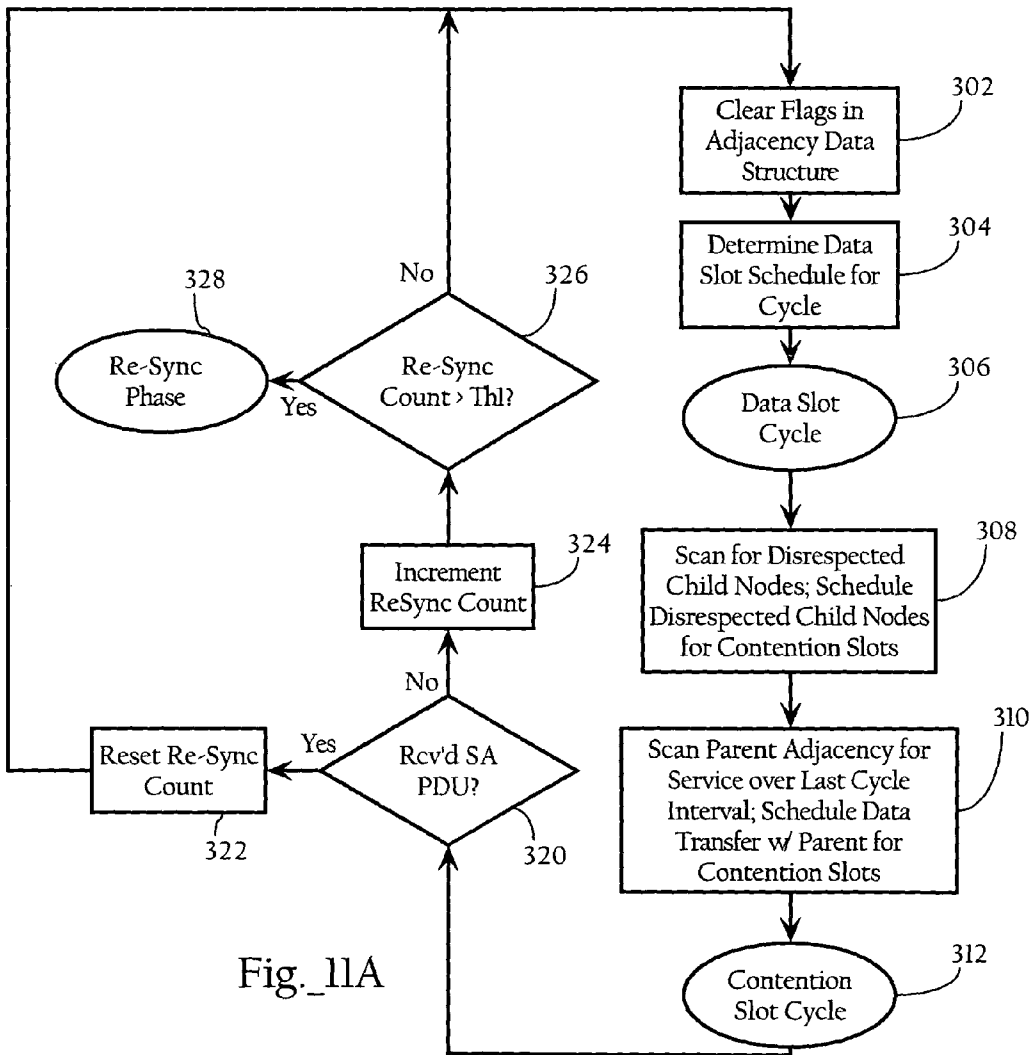 302
Clear Flags in
Adjacency Data
Structure
304
Determine Data
Slot Schedule for
Cycle
306
Data Slot
Cycle
308
Scan for Disrespected
Child Nodes; Schedule
Disrespected Child Nodes
for Contention Slots
310
Scan Parent Adjacency for
Service over Last Cycle
Interval; Schedule Data
Transfer w/ Parent for
Contention Slots
312
Contention
Slot Cycle
320
Rcv'd SA
PDU?
Yes
No
Reset Re-Sync
Count
322
324
Increment
ReSync Count
326
Re-Sync
Count > Th1?
No
Yes
328
Re-Sync
Phase
Fig._11A